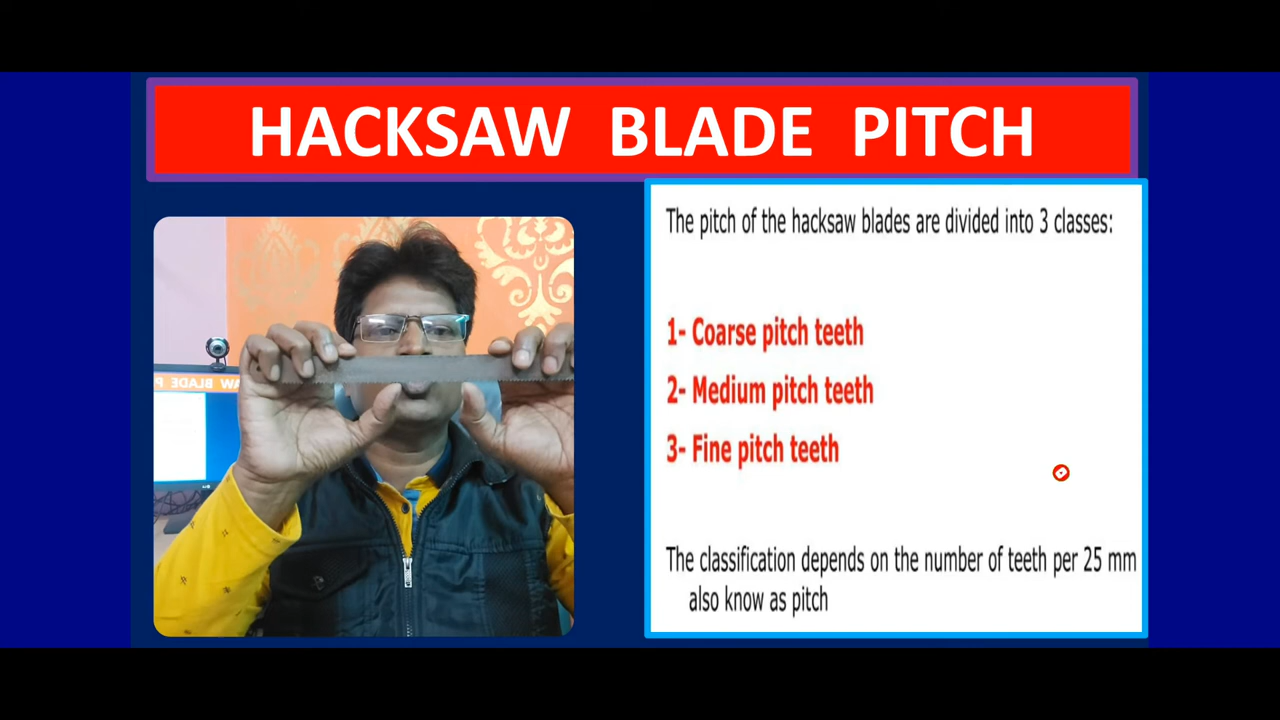 HACKSAW BLADE PITCH
The pitch of the hacksaw blades are divided into 3 classes:
1- Coarse pitch teeth
2- Medium pitch teeth
3- Fine pitch teeth
The classification depends on the number of teeth per 25 mm
also know as pitch
AW BLADE P